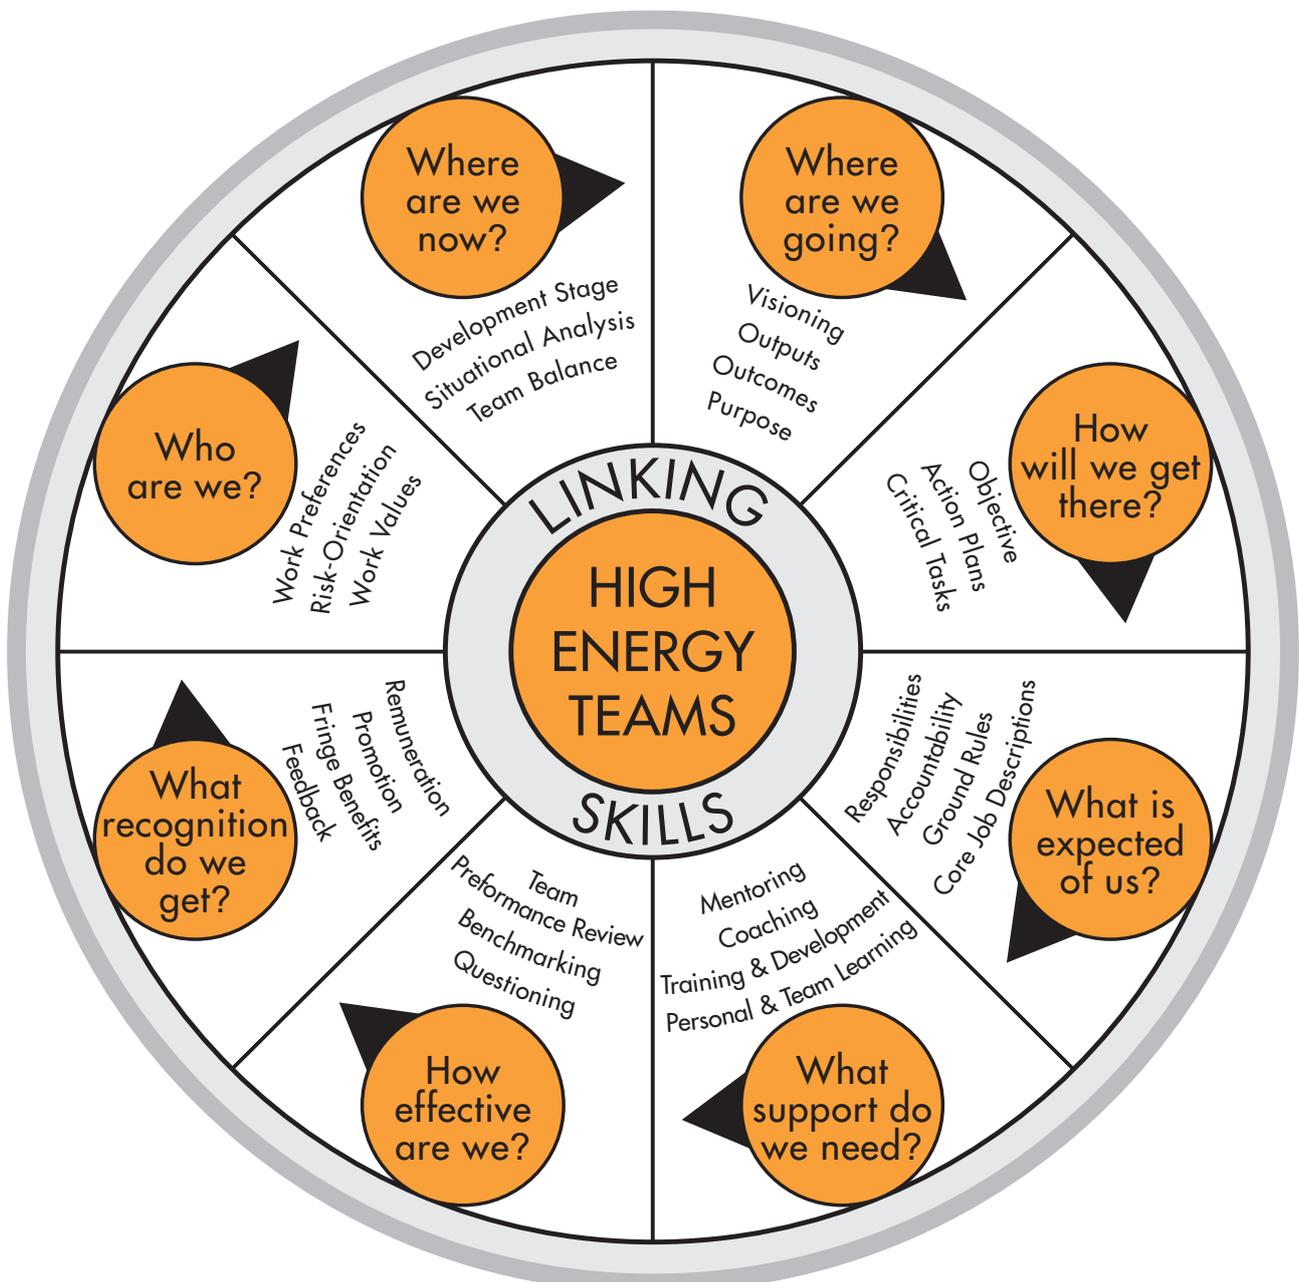 Where
are we
now?
Development Stage
Situational Analysis
Team Balance
Where
are we
going?
Visioning
Outputs
Outcomes
Purpose
How
will we get
there?
Objective
Action Plans
Critical Tasks
What is
expected
of us?
Responsibilities
Accountability
Ground Rules
Core Job Descriptions
Mentoring
Coaching
Training & Development
Personal & Team Learning
What
support do
we need?
Team
Preformance Review
Benchmarking
Questioning
How
effective
are we?
What
recognition
do we
get?
Remuneration
Promotion
Fringe Benefits
Feedback
Who
are we?
Work Preferences
Risk-Orientation
Work Values
LINKING
HIGH
ENERGY
TEAMS
SKILLS